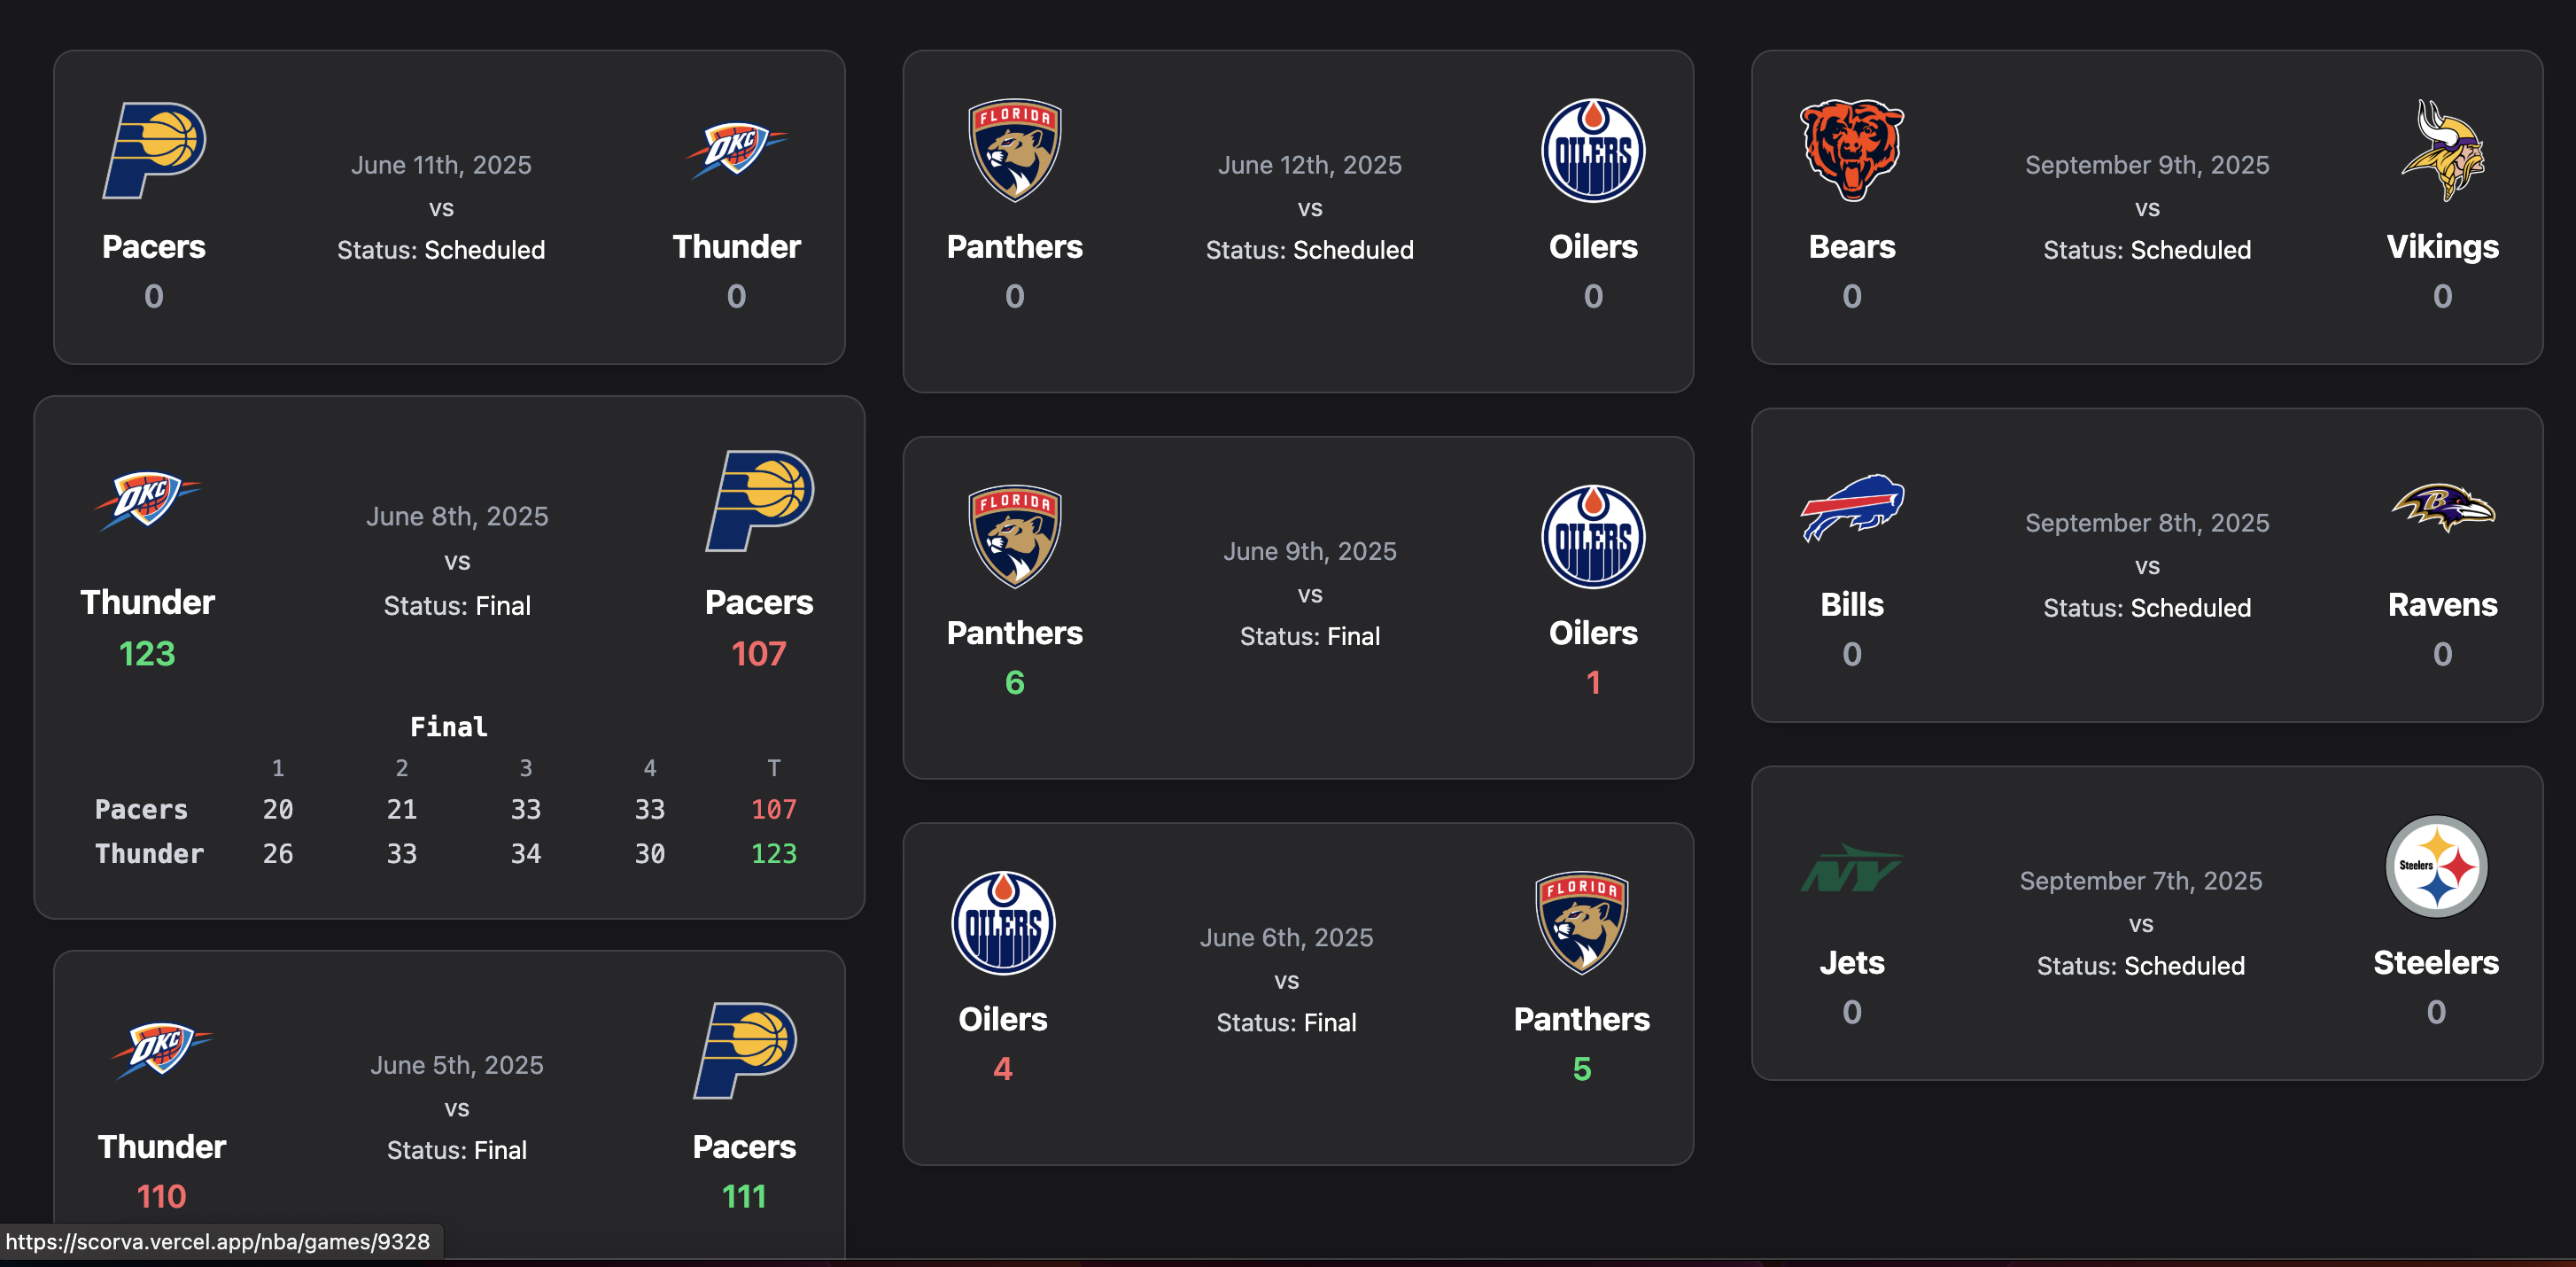 June 11th, 2025
vs
Pacers
Status: Scheduled
OKC
Thunder
0
0
Thunder
123
OKC
June 8th, 2025
vs
Status: Final
Pacers
107
Final
1 2 3 4 T
Pacers 20 21 33 33 107
Thunder 26 33 34 30 123
OKC
June 5th, 2025
vs
Thunder
Status: Final
Pacers
110
111
FLORIDA
OILERS
June 12th, 2025
vs
Panthers
Status: Scheduled
Oilers
0
0
FLORIDA
OILERS
June 9th, 2025
vs
Panthers
Status: Final
Oilers
6
1
OILERS
FLORIDA
June 6th, 2025
vs
Oilers
Status: Final
Panthers
4
5
September 9th, 2025
vs
Bears
Status: Scheduled
Vikings
0
0
B
September 8th, 2025
vs
Bills
Status: Scheduled
Ravens
0
0
NY
Steelers
September 7th, 2025
vs
Jets
Status: Scheduled
Steelers
0
0
https://scorva.vercel.app/nba/games/9328